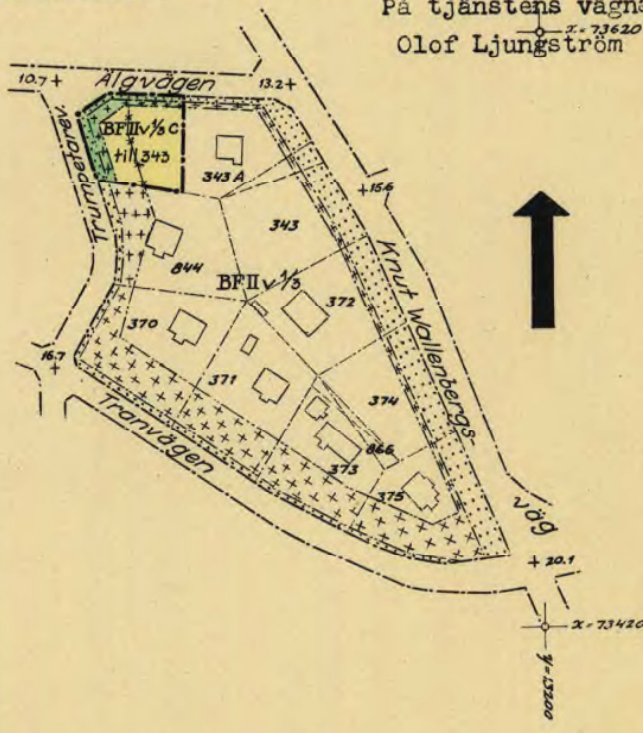 På tjänstens vägna
x=73620
Olof Ljungström
Älgvägen
10.7
13.2
BFIIv⅓C
till 343
343A
Trumpetarev.
15.6
343
844
BFIIv⅓
372
Knut Wallenbergs-
370
16.7
371
374
866
373
375
Tranvägen
väg
20.1
x=73420
y=13200